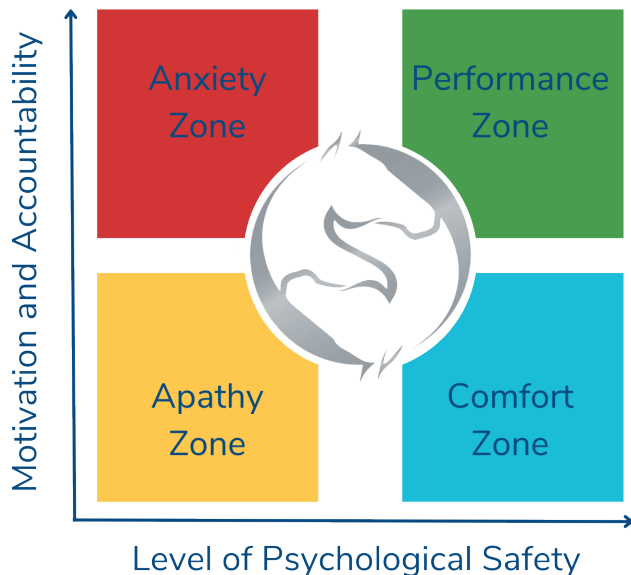 Motivation and Accountability
Anxiety
Zone
Performance
Zone
Apathy
Zone
Comfort
Zone
Level of Psychological Safety